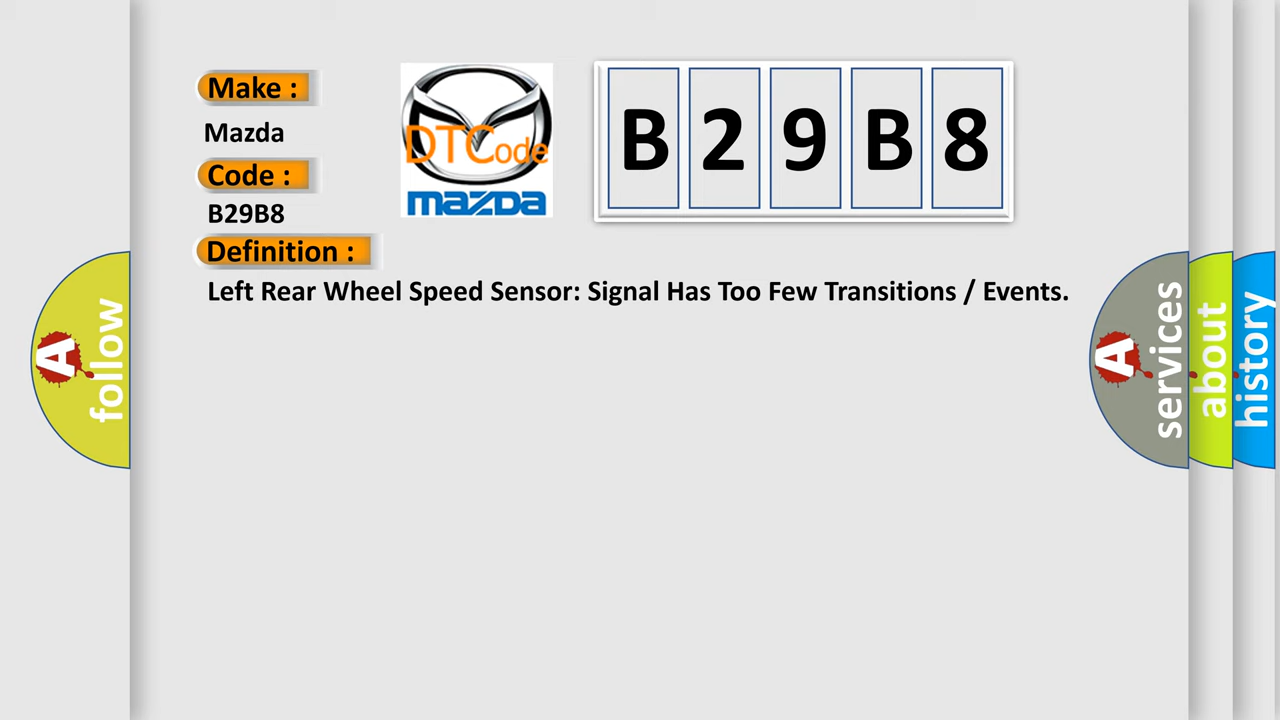 Make :
Mazda
Code :
B29B8
Definition :
Left Rear Wheel Speed Sensor: Signal Has Too Few Transitions / Events.
DTCode
mazda
B 2 9 B 8
A
follow
A
services
about
history